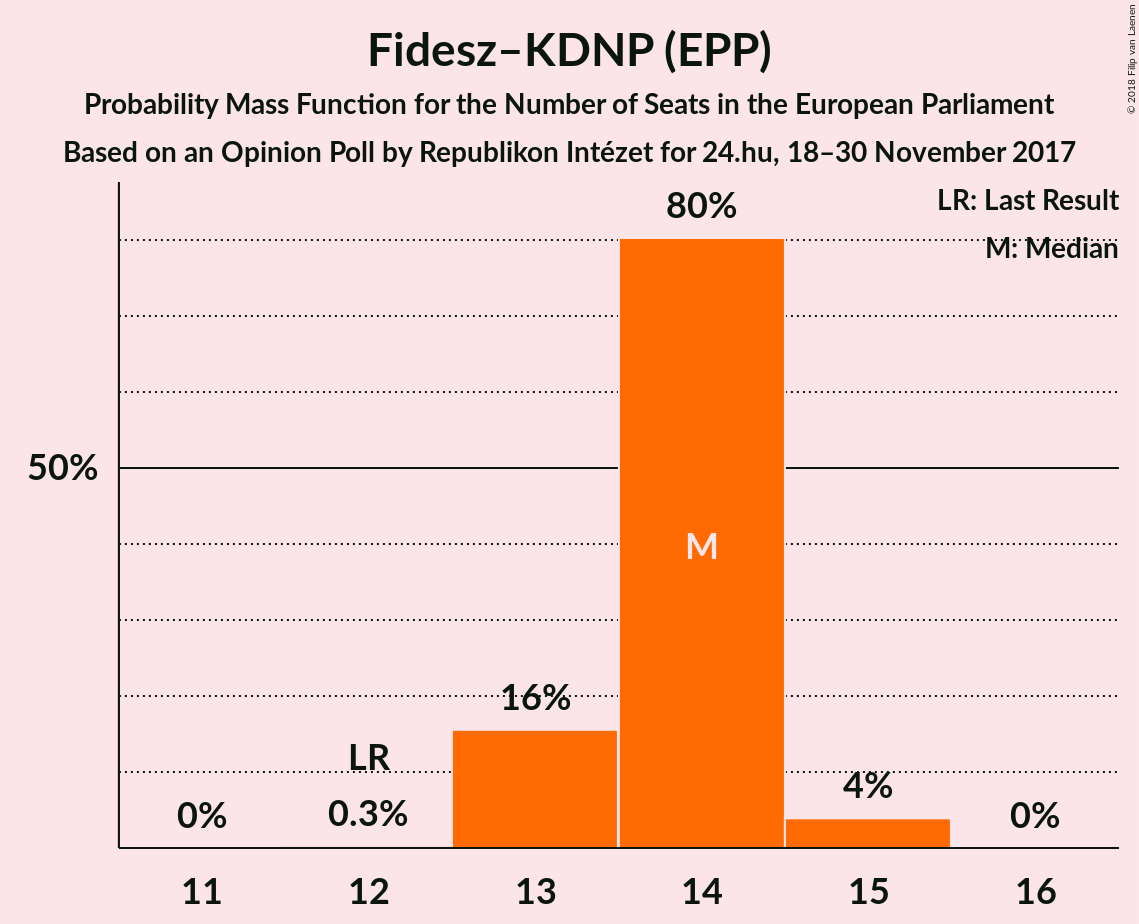 Fidesz–KDNP (EPP)
Probability Mass Function for the Number of Seats in the European Parliament
Based on an Opinion Poll by Republikon Intézet for 24.hu, 18–30 November 2017
© 2018 Filip van Laenen
LR: Last Result
M: Median
80%
50%
M
16%
LR
0%
0.3%
4%
0%
11 12 13 14 15 16